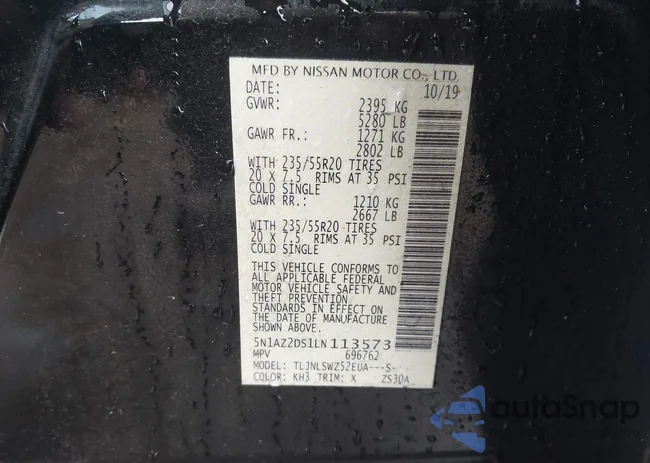 MFD BY NISSAN MOTOR CO., LTD.
DATE: 10/19
GVWR: 2395 KG
5280 LB
GAWR FR.: 1271 KG
2802 LB
WITH 235/55R20 TIRES
20 X 7.5 RIMS AT 35 PSI
COLD SINGLE
GAWR RR.: 1210 KG
2667 LB
WITH 235/55R20 TIRES
20 X 7.5 RIMS AT 35 PSI
COLD SINGLE
THIS VEHICLE CONFORMS TO
ALL APPLICABLE FEDERAL
MOTOR VEHICLE SAFETY AND
THEFT PREVENTION
STANDARDS IN EFFECT ON
THE DATE OF MANUFACTURE
SHOWN ABOVE.
5N1AZ2DS1LN113573
MPV 696762
MODEL: TLJNLSWZ52EUA---S-
COLOR: KH3 TRIM: X ZS30A
autoSnap